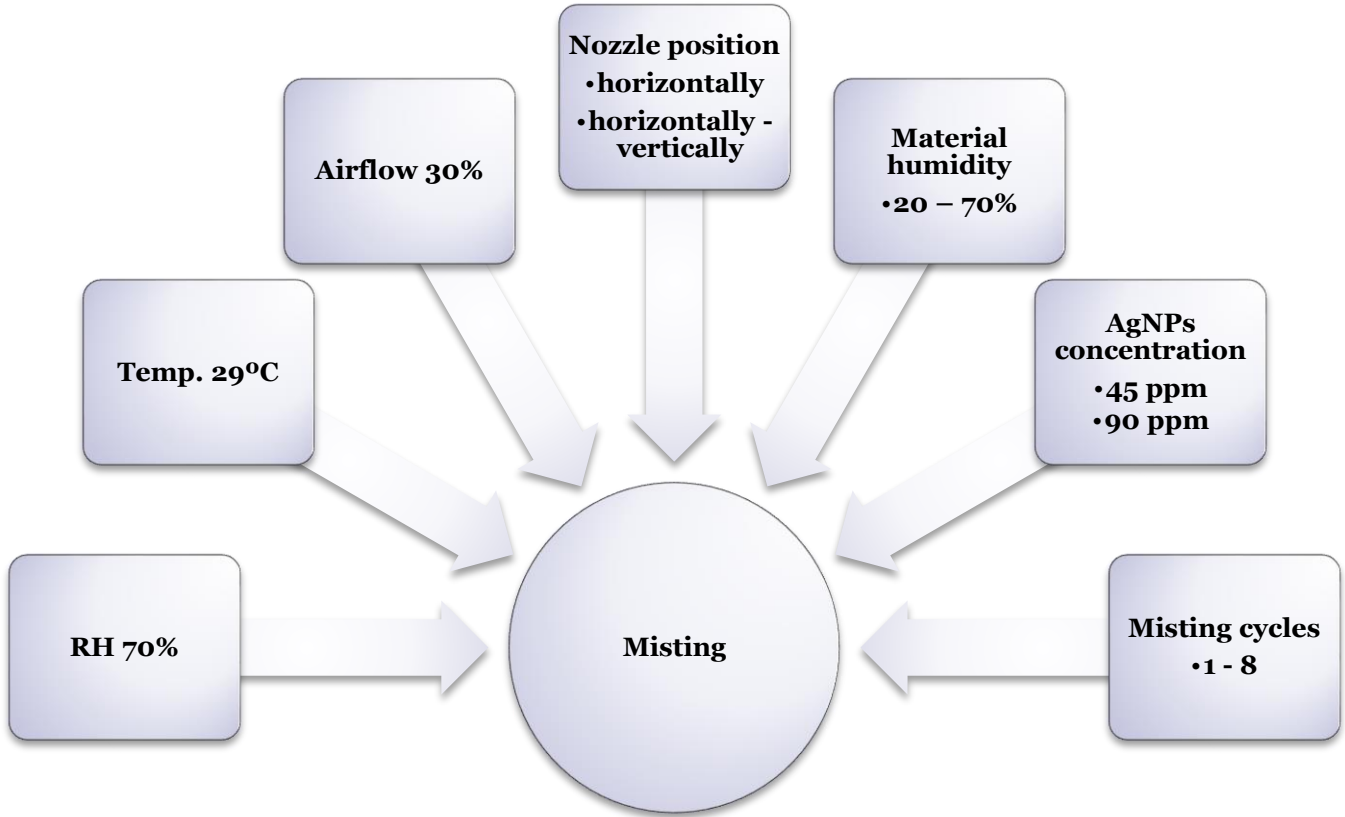 Nozzle position
•horizontally
•horizontally -
vertically
Airflow 30%
Material
humidity
•20 – 70%
Temp. 29ºC
AgNPs
concentration
•45 ppm
•90 ppm
RH 70%
Misting
Misting cycles
•1 - 8